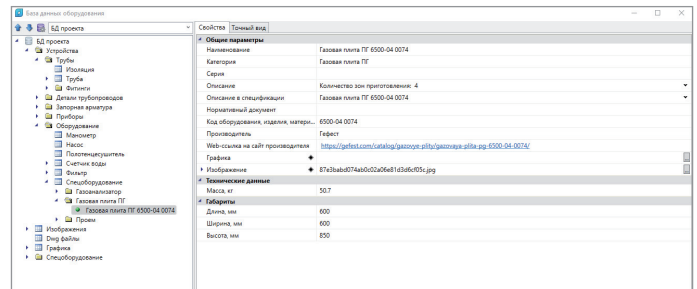 База данных оборудования
БД проекта
Свойства Точный вид
БД проекта
Устройства
Трубы
Изоляция
Труба
Фитинги
Детали трубопроводов
Запорная арматура
Приборы
Оборудование
Манометр
Насос
Полотенцесушитель
Счетчик воды
Фильтр
Спецоборудование
Газоанализатор
Газовая плита ПГ
Газовая плита ПГ 6500-04 0074
Проем
Изображения
Dwg файлы
Графика
Спецоборудование
Общие параметры
Наименование Газовая плита ПГ 6500-04 0074
Категория Газовая плита ПГ
Серия
Описание Количество зон приготовления: 4
Описание в спецификации Газовая плита ПГ 6500-04 0074
Нормативный документ
Код оборудования, изделия, матери... 6500-04 0074
Производитель Гефест
Web-ссылка на сайт производителя https://gefest.com/catalog/gazovye-plity/gazovaya-plita-pg-6500-04-0074/
Графика
Изображение 87e3babd074ab0c02a06e81d3d6cf05c.jpg
Технические данные
Масса, кг 50.7
Габариты
Длина, мм 600
Ширина, мм 600
Высота, мм 850